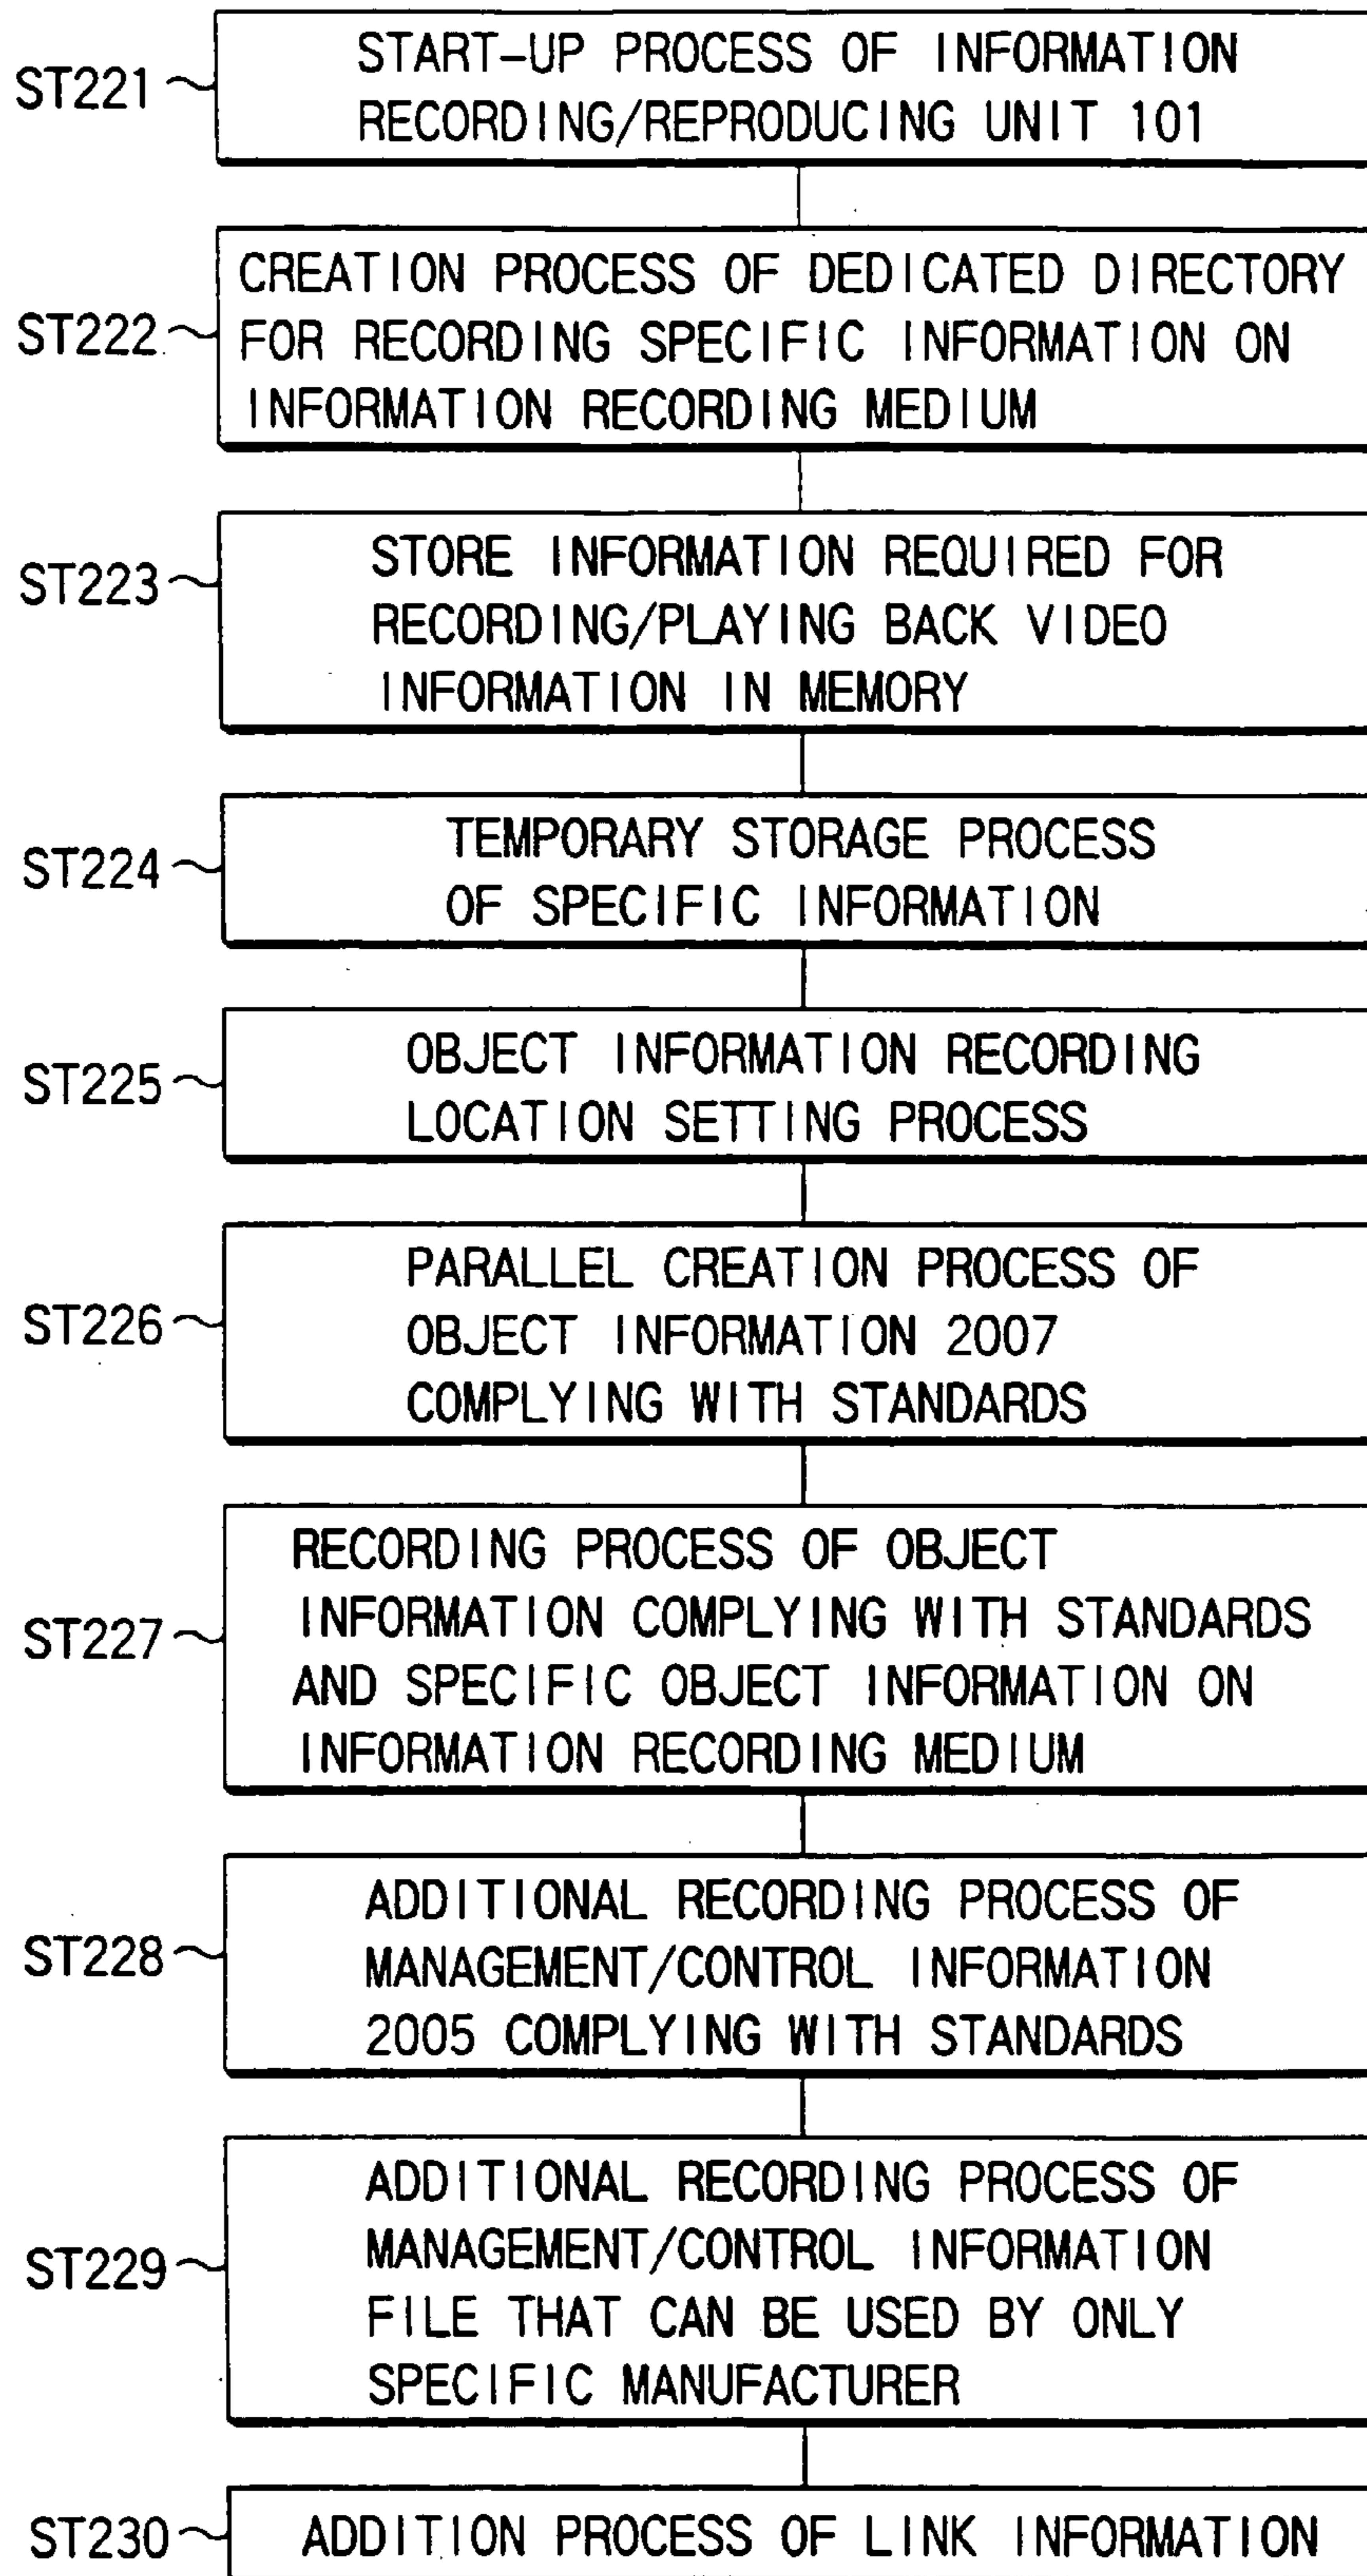 ST221
START-UP PROCESS OF INFORMATION
RECORDING/REPRODUCING UNIT 101
ST222
CREATION PROCESS OF DEDICATED DIRECTORY
FOR RECORDING SPECIFIC INFORMATION ON
INFORMATION RECORDING MEDIUM
ST223
STORE INFORMATION REQUIRED FOR
RECORDING/PLAYING BACK VIDEO
INFORMATION IN MEMORY
ST224
TEMPORARY STORAGE PROCESS
OF SPECIFIC INFORMATION
ST225
OBJECT INFORMATION RECORDING
LOCATION SETTING PROCESS
ST226
PARALLEL CREATION PROCESS OF
OBJECT INFORMATION 2007
COMPLYING WITH STANDARDS
ST227
RECORDING PROCESS OF OBJECT
INFORMATION COMPLYING WITH STANDARDS
AND SPECIFIC OBJECT INFORMATION ON
INFORMATION RECORDING MEDIUM
ST228
ADDITIONAL RECORDING PROCESS OF
MANAGEMENT/CONTROL INFORMATION
2005 COMPLYING WITH STANDARDS
ST229
ADDITIONAL RECORDING PROCESS OF
MANAGEMENT/CONTROL INFORMATION
FILE THAT CAN BE USED BY ONLY
SPECIFIC MANUFACTURER
ST230
ADDITION PROCESS OF LINK INFORMATION